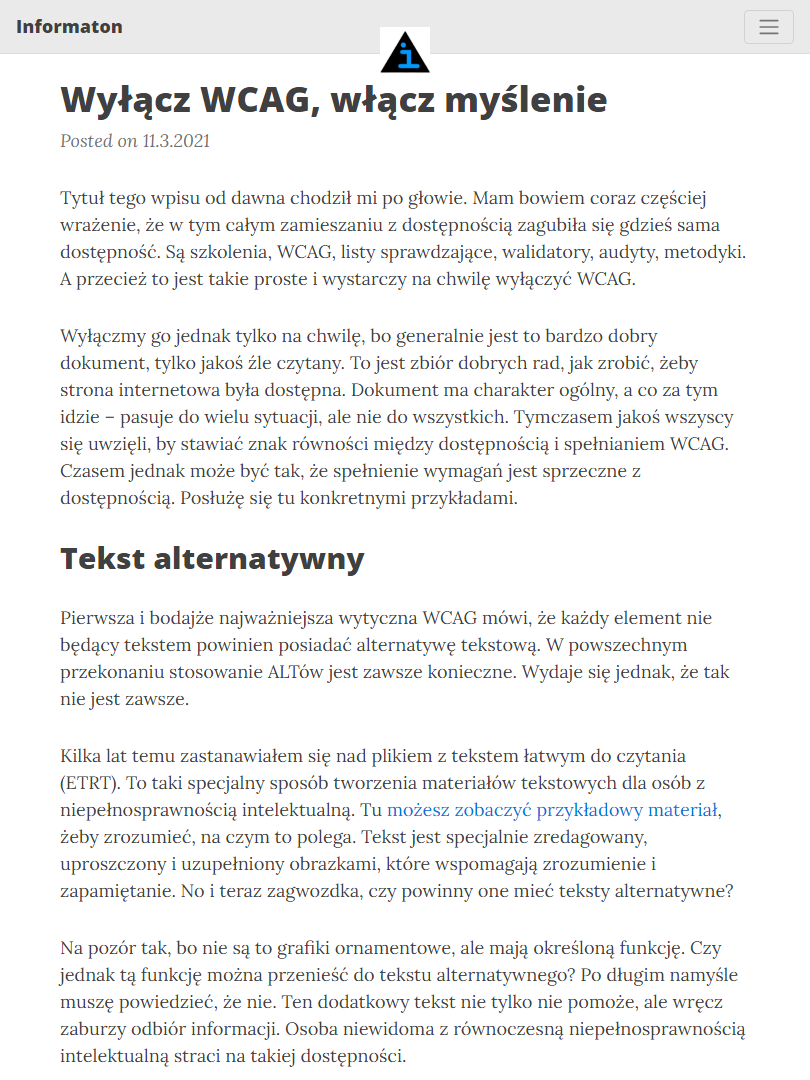 Informaton
i
Wyłącz WCAG, włącz myślenie
Posted on 11.3.2021
Tytuł tego wpisu od dawna chodził mi po głowie. Mam bowiem coraz częściej
wrażenie, że w tym całym zamieszaniu z dostępnością zagubiła się gdzieś sama
dostępność. Są szkolenia, WCAG, listy sprawdzające, walidatory, audyty, metodyki.
A przecież to jest takie proste i wystarczy na chwilę wyłączyć WCAG.
Wyłączmy go jednak tylko na chwilę, bo generalnie jest to bardzo dobry
dokument, tylko jakoś źle czytany. To jest zbiór dobrych rad, jak zrobić, żeby
strona internetowa była dostępna. Dokument ma charakter ogólny, a co za tym
idzie – pasuje do wielu sytuacji, ale nie do wszystkich. Tymczasem jakoś wszyscy
się uwzięli, by stawiać znak równości między dostępnością i spełnianiem WCAG.
Czasem jednak może być tak, że spełnienie wymagań jest sprzeczne z
dostępnością. Posłużę się tu konkretnymi przykładami.
Tekst alternatywny
Pierwsza i bodajże najważniejsza wytyczna WCAG mówi, że każdy element nie
będący tekstem powinien posiadać alternatywę tekstową. W powszechnym
przekonaniu stosowanie ALTów jest zawsze konieczne. Wydaje się jednak, że tak
nie jest zawsze.
Kilka lat temu zastanawiałem się nad plikiem z tekstem łatwym do czytania
(ETRT). To taki specjalny sposób tworzenia materiałów tekstowych dla osób z
niepełnosprawnością intelektualną. Tu możesz zobaczyć przykładowy materiał,
żeby zrozumieć, na czym to polega. Tekst jest specjalnie zredagowany,
uproszczony i uzupełniony obrazkami, które wspomagają zrozumienie i
zapamiętanie. No i teraz zagwozdka, czy powinny one mieć teksty alternatywne?
Na pozór tak, bo nie są to grafiki ornamentowe, ale mają określoną funkcję. Czy
jednak tą funkcję można przenieść do tekstu alternatywnego? Po długim namyśle
muszę powiedzieć, że nie. Ten dodatkowy tekst nie tylko nie pomoże, ale wręcz
zaburzy odbiór informacji. Osoba niewidoma z równoczesną niepełnosprawnością
intelektualną straci na takiej dostępności.